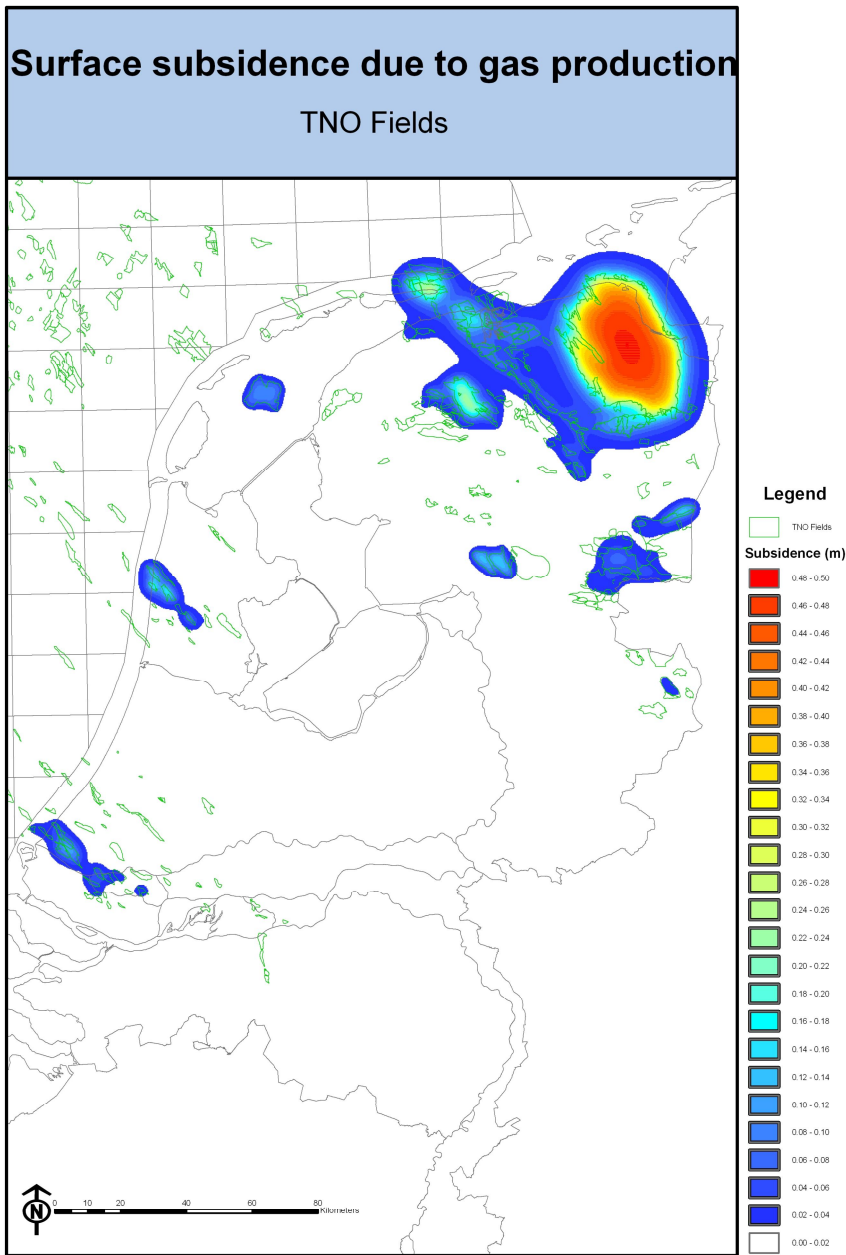 Surface subsidence due to gas production
TNO Fields
Legend
TNO Fields
Subsidence (m)
0.48 - 0.50
0.46 - 0.48
0.44 - 0.46
0.42 - 0.44
0.40 - 0.42
0.38 - 0.40
0.36 - 0.38
0.34 - 0.36
0.32 - 0.34
0.30 - 0.32
0.28 - 0.30
0.26 - 0.28
0.24 - 0.26
0.22 - 0.24
0.20 - 0.22
0.18 - 0.20
0.16 - 0.18
0.14 - 0.16
0.12 - 0.14
0.10 - 0.12
0.08 - 0.10
0.06 - 0.08
0.04 - 0.06
0.02 - 0.04
0.00 - 0.02
N
0 10 20 40 60 80
Kilometers